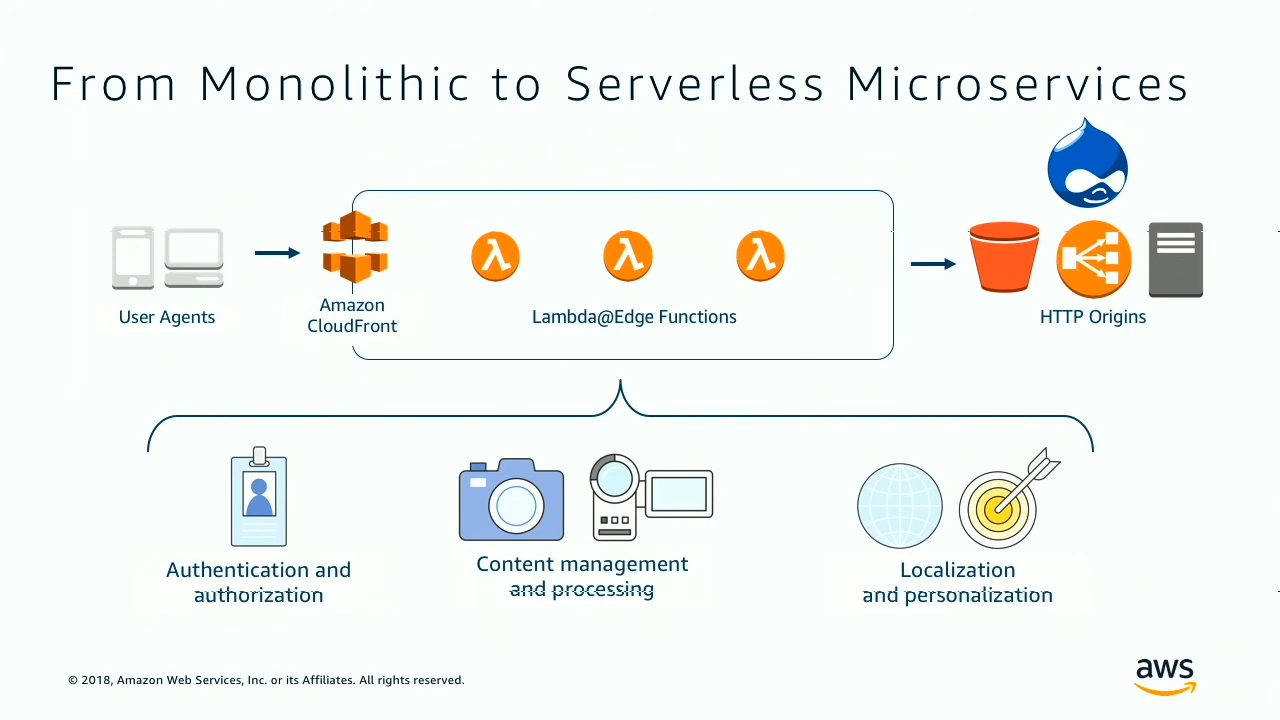 From Monolithic to Serverless Microservices
User Agents
Amazon
CloudFront
Lambda@Edge Functions
HTTP Origins
Authentication and
authorization
Content management
and processing
Localization
and personalization
© 2018, Amazon Web Services, Inc. or its Affiliates. All rights reserved.
aws